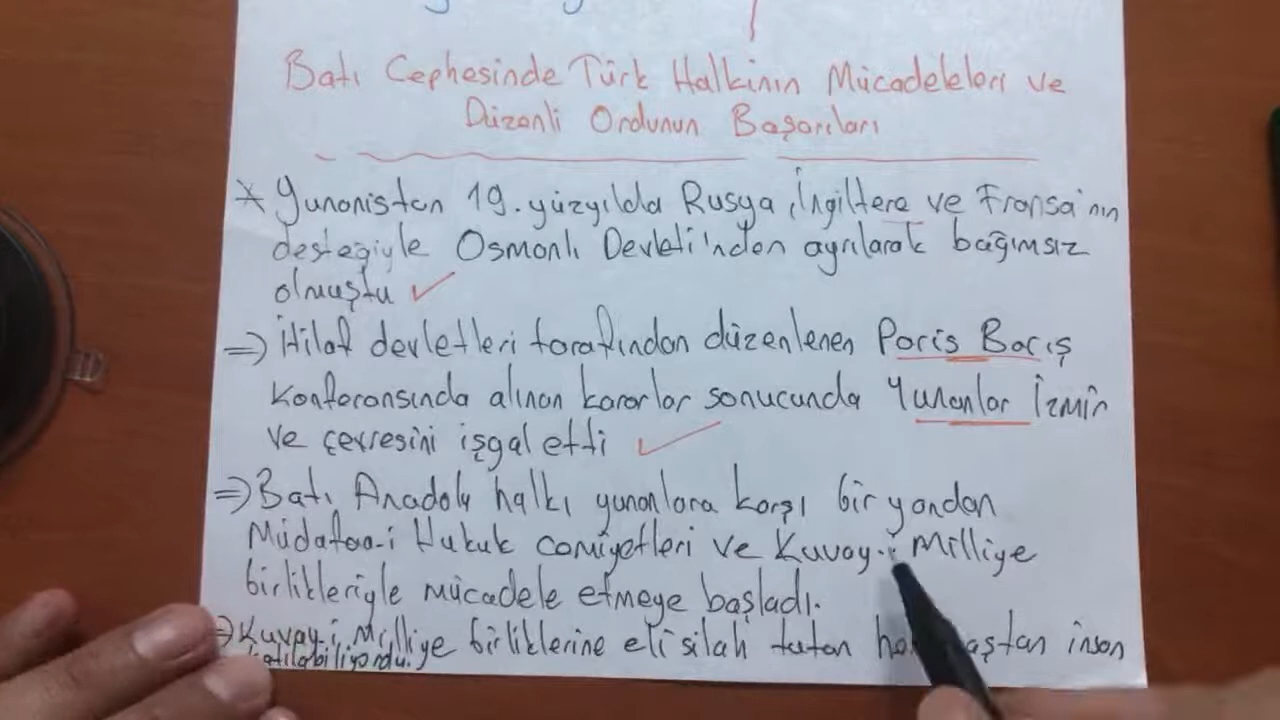 Batı Cephesinde Türk Halkinin Mücadeleleri ve
Düzenli Ordunun Başarıları
* Yunanistan 19. yüzyılda Rusya, İngiltere ve Fransa'nın
desteğiyle Osmanlı Devleti'nden ayrılarak bağımsız
olmuştu
=> İtilaf devletleri tarafından düzenlenen Paris Barış
Konferansında alınan kararlar sonucunda Yunanlar İzmir
ve çevresini işgal etti
=> Batı Anadolu halkı yunanlara karşı bir yandan
Müdafaa-i Hukuk cemiyetleri ve Kuvay-i Milliye
birlikleriyle mücadele etmeye başladı.
=> Kuvay-i Milliye birliklerine eli silah tutan yaştan insan
katılabiliyordu.